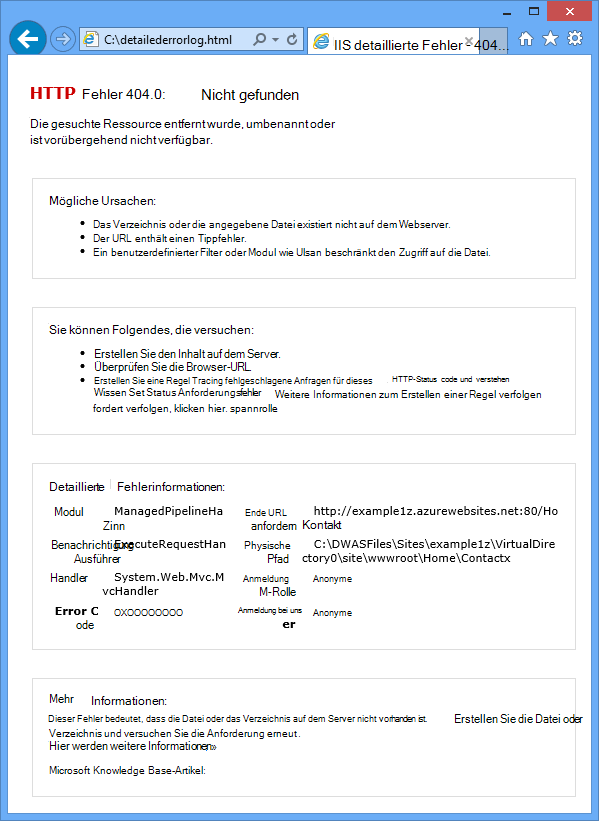 C:\detailederrorlog.html
IIS detaillierte Fehler - 404...
HTTP Fehler 404.0: Nicht gefunden
Die gesuchte Ressource entfernt wurde, umbenannt oder
ist vorübergehend nicht verfügbar.
Mögliche Ursachen:
Das Verzeichnis oder die angegebene Datei existiert nicht auf dem Webserver.
Der URL enthält einen Tippfehler.
Ein benutzerdefinierter Filter oder Modul wie Ulsan beschränkt den Zugriff auf die Datei.
Sie können Folgendes, die versuchen:
Erstellen Sie den Inhalt auf dem Server.
Überprüfen Sie die Browser-URL
Erstellen Sie eine Regel Tracing fehlgeschlagene Anfragen für dieses HTTP-Status code und verstehen
Wissen Set Status Anforderungsfehler Weitere Informationen zum Erstellen einer Regel verfolgen
fordert verfolgen, klicken hier. spannrolle
Detaillierte Fehlerinformationen:
Modul ManagedPipelineHa Ende URL http://example1z.azurewebsites.net:80/Ho
Zinn anfordern Kontakt
Benachrichtigung ExecuteRequestHan Physische C:\DWASFiles\Sites\example1z\VirtualDire
Ausführer Pfad ctory0\site\wwwroot\Home\Contactx
Handler System.Web.Mvc.M Anmeldung Anonyme
vcHandler M-Rolle
Error C OXOOOOOOOO Anmeldung bei uns Anonyme
ode er
Mehr Informationen:
Dieser Fehler bedeutet, dass die Datei oder das Verzeichnis auf dem Server nicht vorhanden ist. Erstellen Sie die Datei oder
Verzeichnis und versuchen Sie die Anforderung erneut.
Hier werden weitere Informationen»
Microsoft Knowledge Base-Artikel: